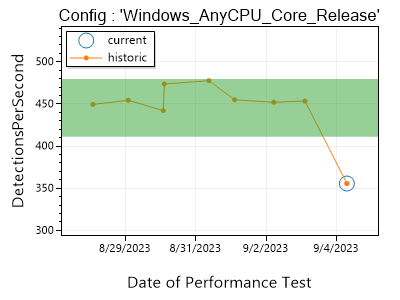 Config : 'Windows_AnyCPU_Core_Release'
current
historic
DetectionsPerSecond
500
450
400
350
300
8/29/2023
8/31/2023
9/2/2023
9/4/2023
Date of Performance Test